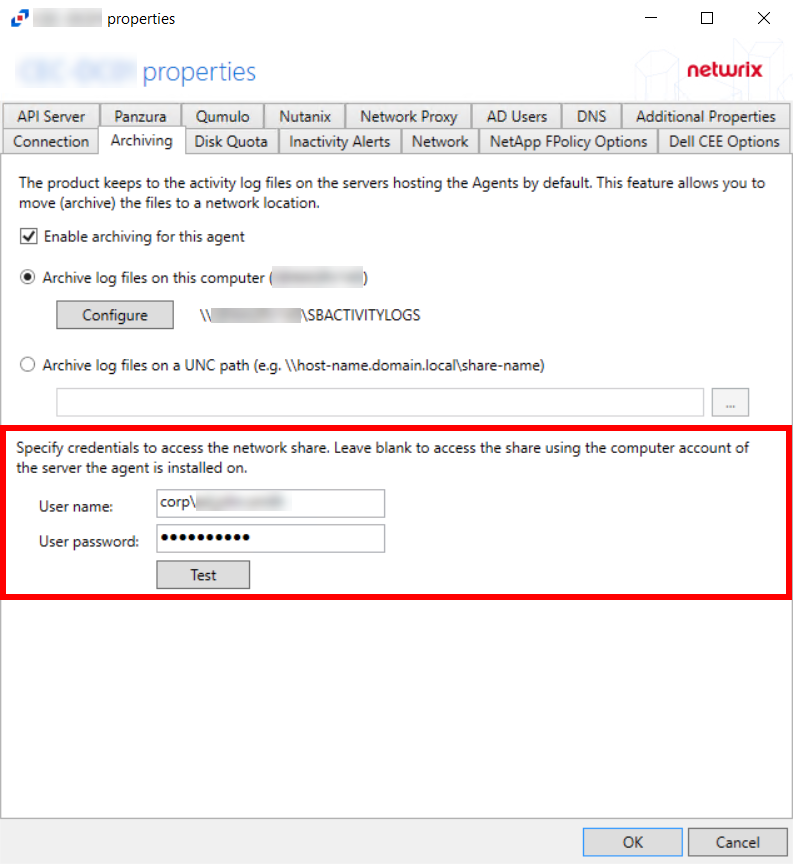 properties
properties
netwrix
API Server Panzura Qumulo Nutanix Network Proxy AD Users DNS Additional Properties
Connection Archiving Disk Quota Inactivity Alerts Network NetApp FPolicy Options Dell CEE Options
The product keeps to the activity log files on the servers hosting the Agents by default. This feature allows you to
move (archive) the files to a network location.
Enable archiving for this agent
Archive log files on this computer ( )
Configure \\ \SBACTIVITYLOGS
Archive log files on a UNC path (e.g. \\host-name.domain.local\share-name)
...
Specify credentials to access the network share. Leave blank to access the share using the computer account of
the server the agent is installed on.
User name: corp\
User password: ●●●●●●●●●●
Test
OK Cancel